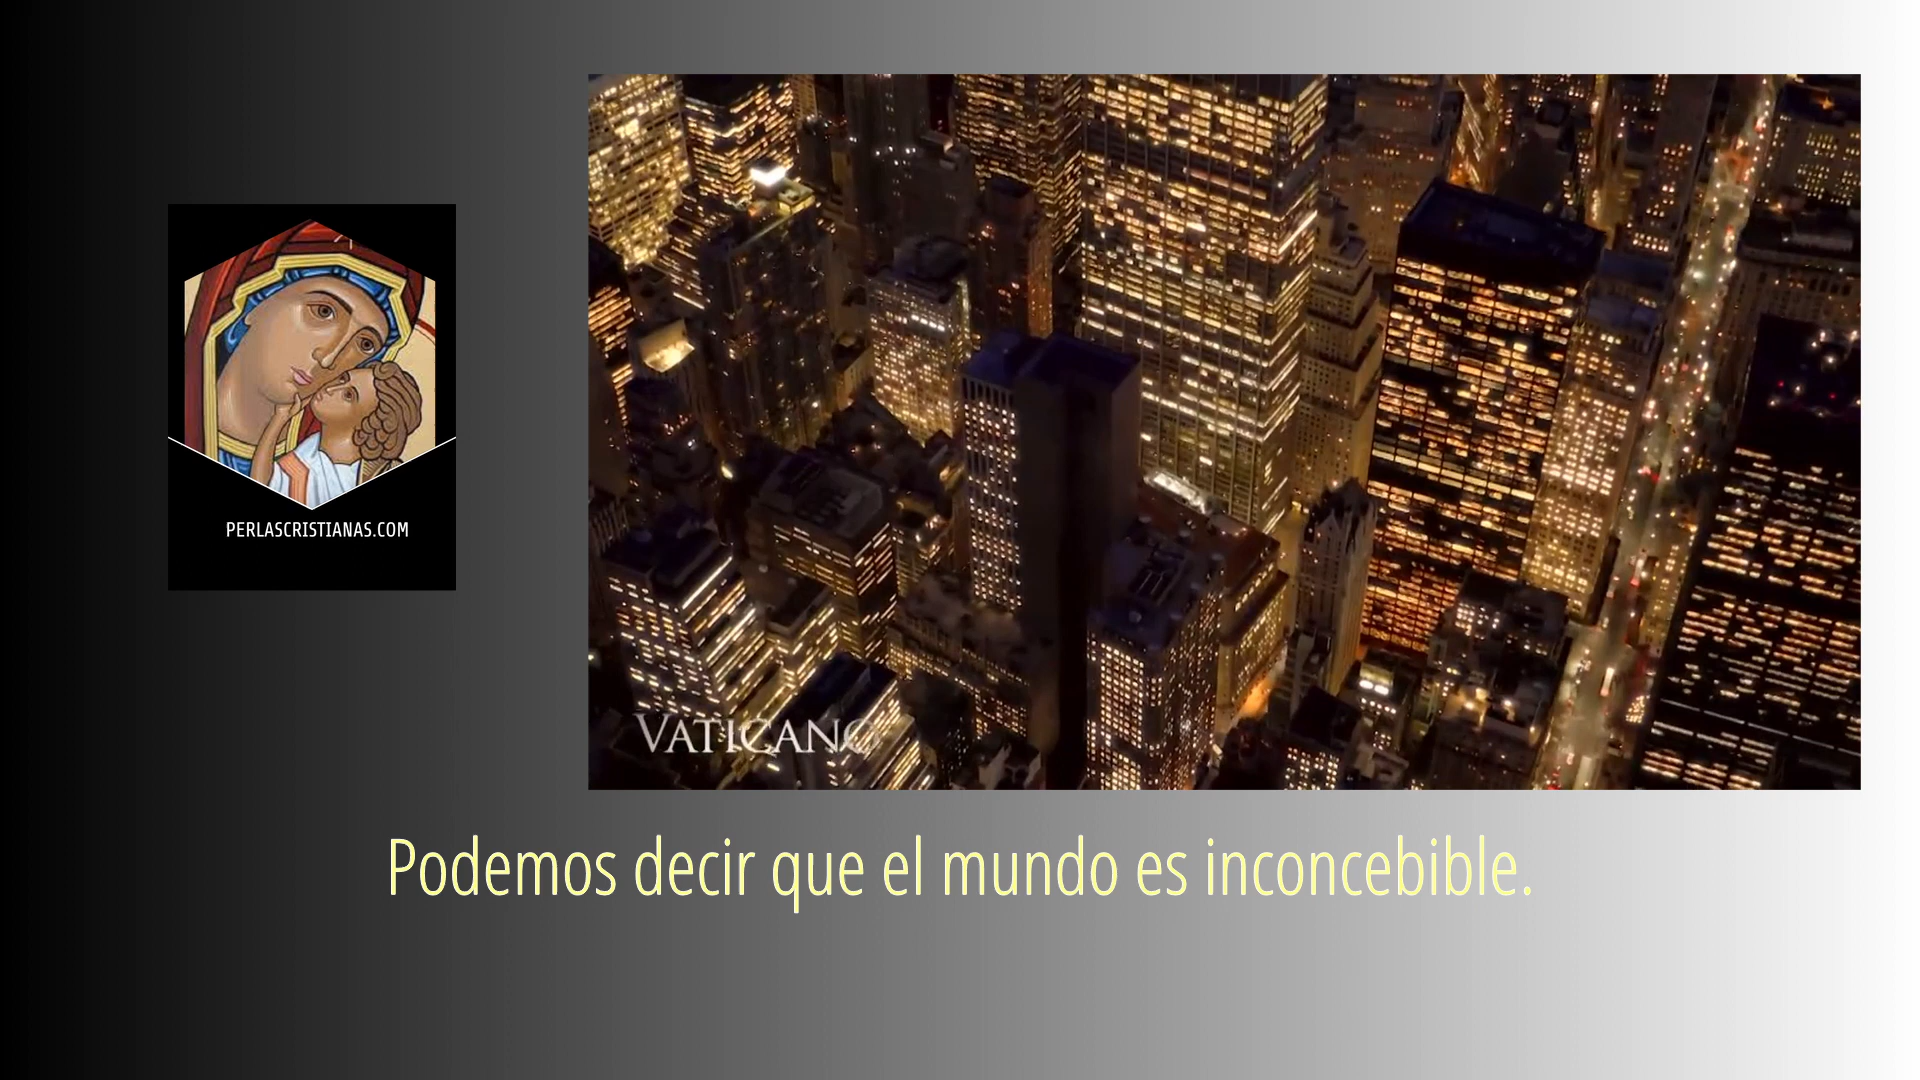 PERLASCRISTIANAS.COM
VATICANO
Podemos decir que el mundo es inconcebible.